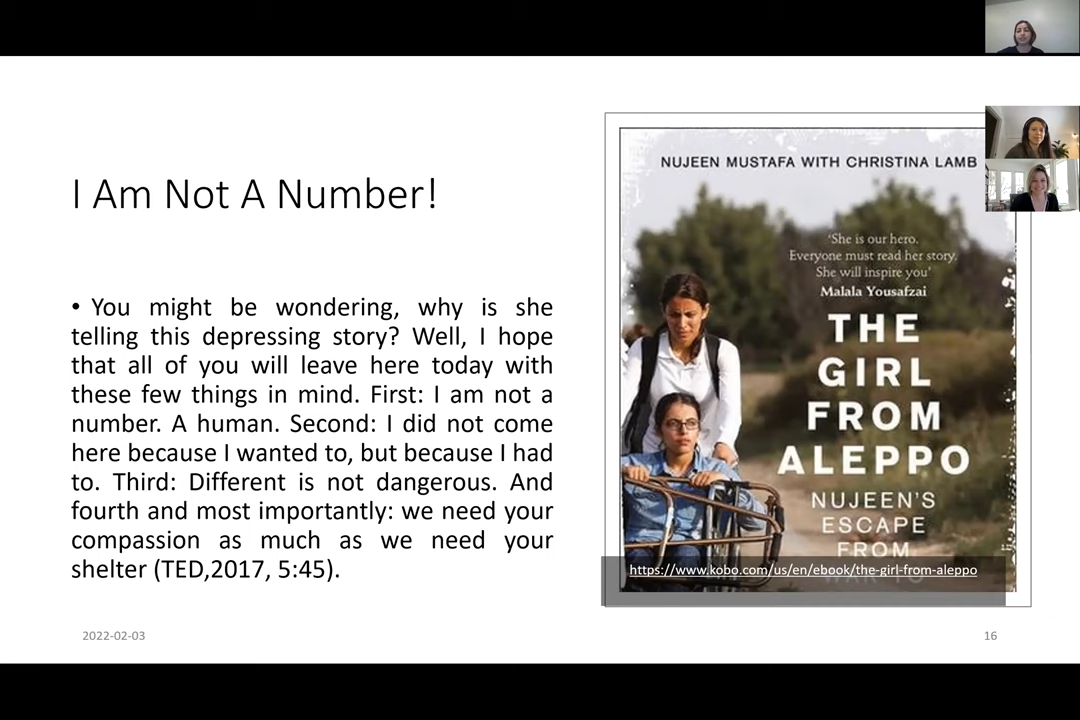 I Am Not A Number!
• You might be wondering, why is she
telling this depressing story? Well, I hope
that all of you will leave here today with
these few things in mind. First: I am not a
number. A human. Second: I did not come
here because I wanted to, but because I had
to. Third: Different is not dangerous. And
fourth and most importantly: we need your
compassion as much as we need your
shelter (TED,2017, 5:45).
NUJEEN MUSTAFA WITH CHRISTINA LAMB
‘She is our hero.
Everyone must read her story.
She will inspire you’
Malala Yousafzai
THE
GIRL
FROM
ALEPPO
NUJEEN'S
ESCAPE
FROM
WAR TO
https://www.kobo.com/us/en/ebook/the-girl-from-aleppo
2022-02-03
16